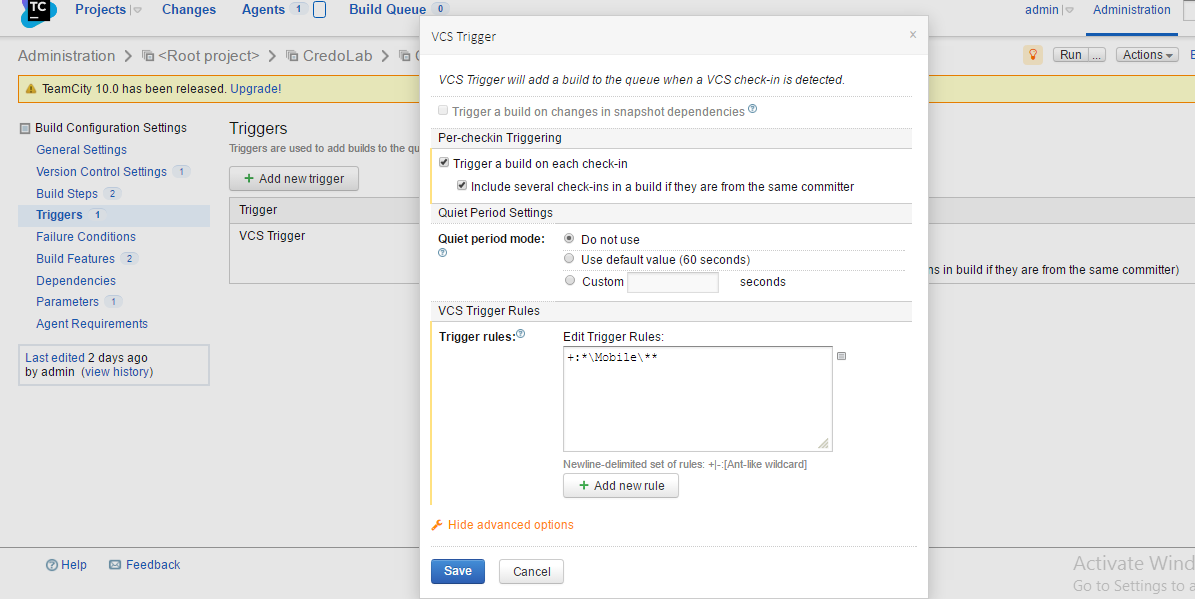 TC
Projects
Changes
Agents 1
Build Queue 0
admin
Administration
Administration > <Root project> > CredoLab >
Run ...
Actions
TeamCity 10.0 has been released. Upgrade!
Build Configuration Settings
General Settings
Version Control Settings 1
Build Steps 2
Triggers 1
Failure Conditions
Build Features 2
Dependencies
Parameters 1
Agent Requirements
Last edited 2 days ago
by admin (view history)
Triggers
Triggers are used to add builds to the qu
+ Add new trigger
Trigger
VCS Trigger
ns in build if they are from the same committer)
VCS Trigger
x
VCS Trigger will add a build to the queue when a VCS check-in is detected.
Trigger a build on changes in snapshot dependencies ?
Per-checkin Triggering
Trigger a build on each check-in
Include several check-ins in a build if they are from the same committer
Quiet Period Settings
Quiet period mode:
?
Do not use
Use default value (60 seconds)
Custom seconds
VCS Trigger Rules
Trigger rules: ?
Edit Trigger Rules:
+:*\Mobile\**
Newline-delimited set of rules: +|-:[Ant-like wildcard]
+ Add new rule
Hide advanced options
Save
Cancel
? Help
Feedback
Activate Wind
Go to Settings to a